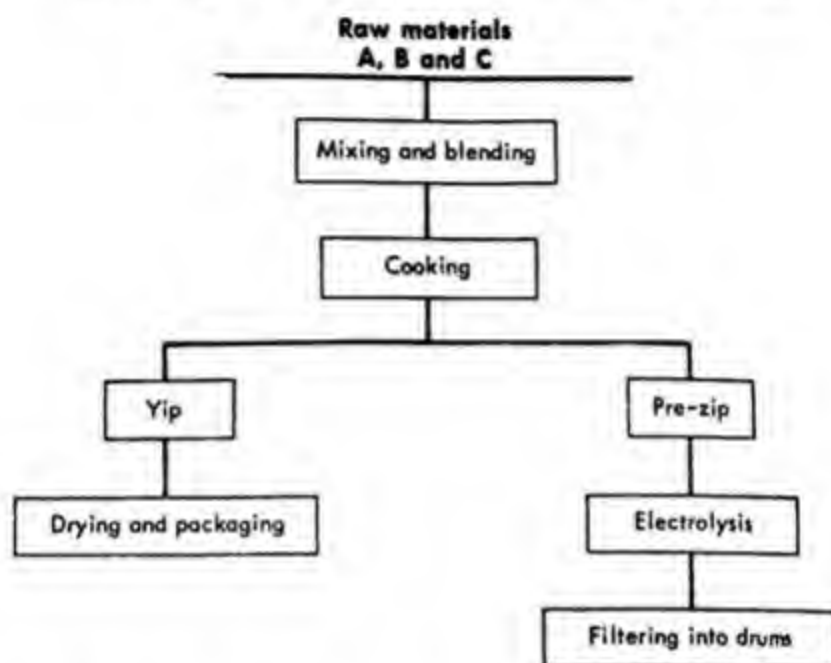 Raw materials
A, B and C
Mixing and blending
Cooking
Yip
Pre-zip
Drying and packaging
Electrolysis
Filtering into drums